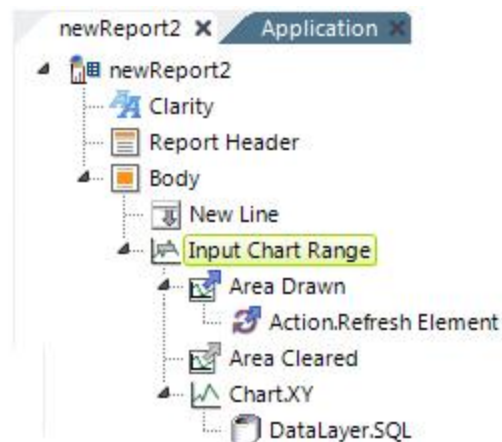 newReport2 Application
newReport2
Clarity
Report Header
Body
New Line
Input Chart Range
Area Drawn
Action.Refresh Element
Area Cleared
Chart.XY
DataLayer.SQL